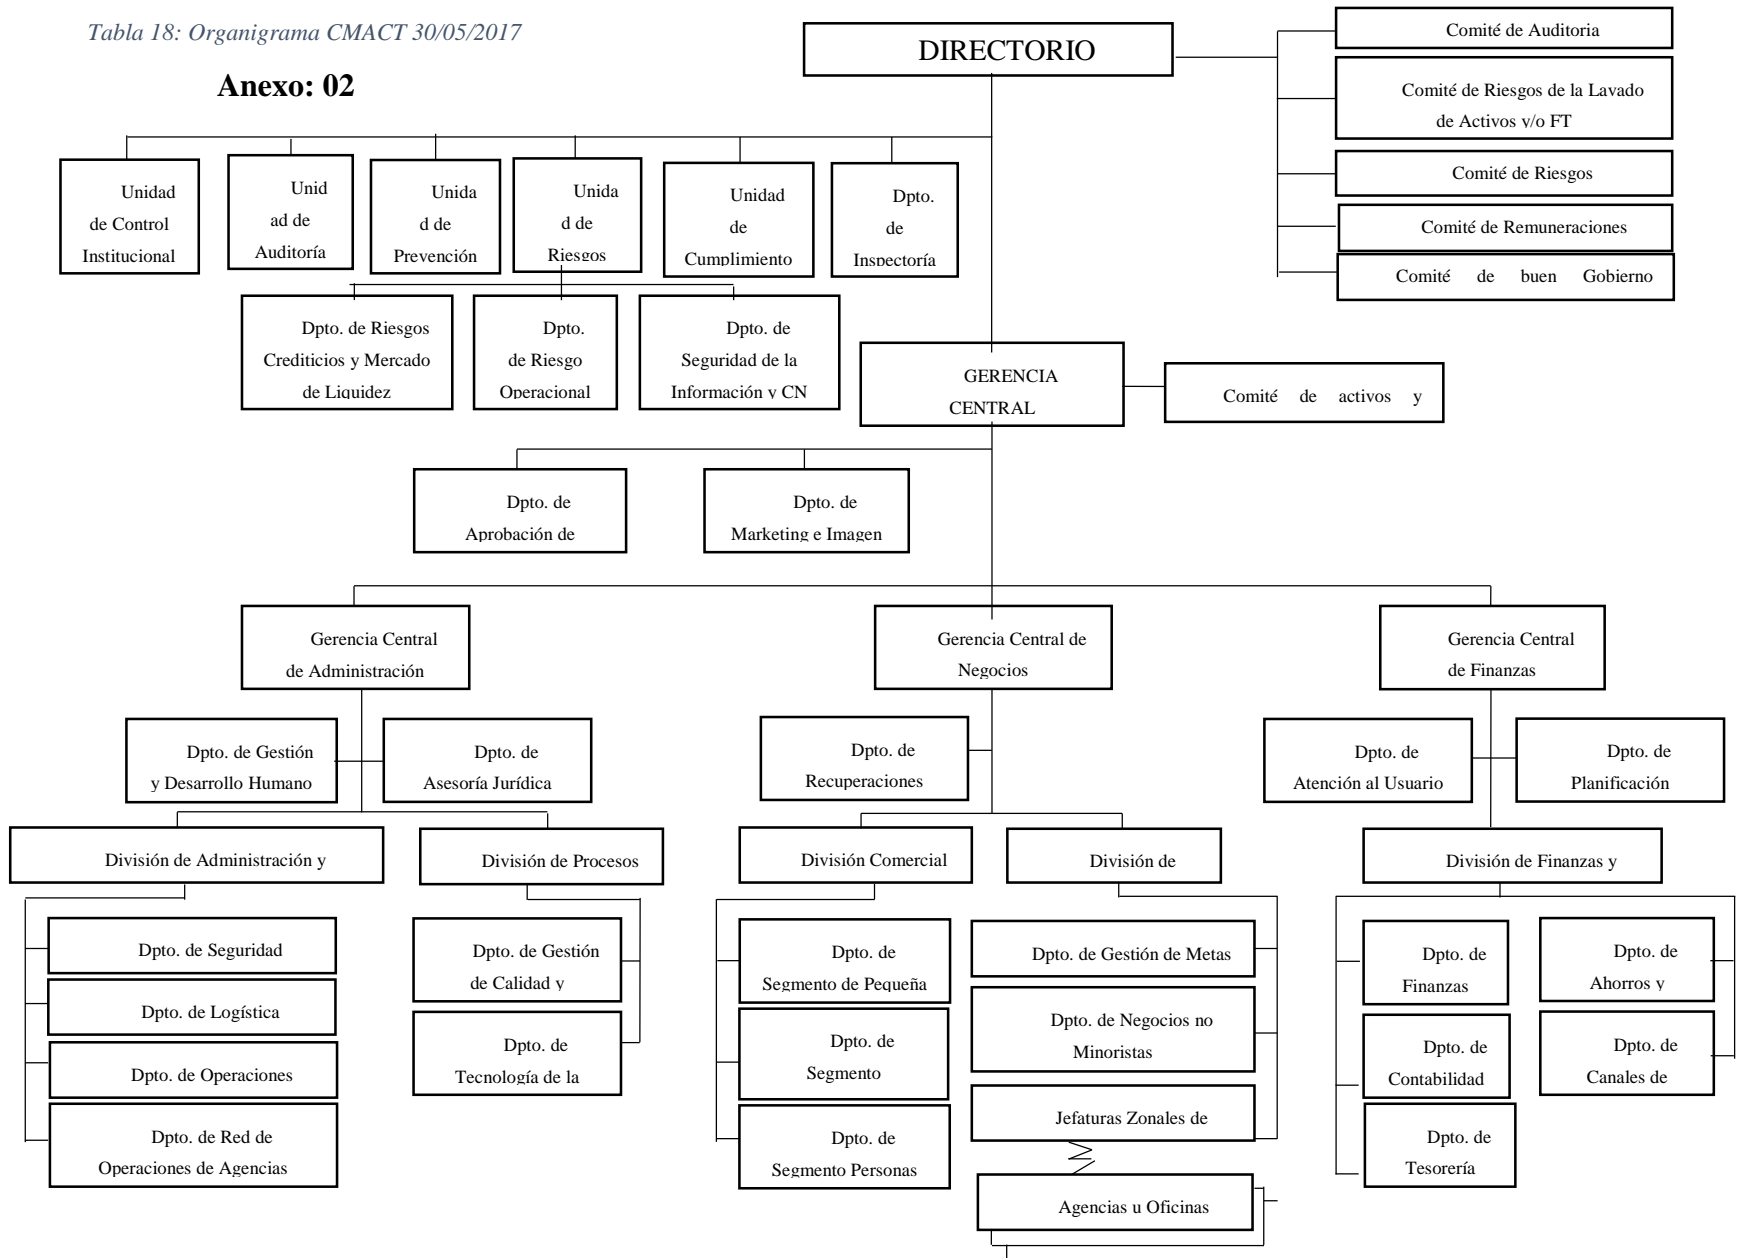 Tabla 18: Organigrama CMACT 30/05/2017
Anexo: 02
DIRECTORIO
Comité de Auditoria
Comité de Riesgos de la Lavado
de Activos y/o FT
Comité de Riesgos
Comité de Remuneraciones
Comité de buen Gobierno
Unidad
de Control
Institucional
Unid
ad de
Auditoría
Unida
d de
Prevención
Unida
d de
Riesgos
Unidad
de
Cumplimiento
Dpto.
de
Inspectoría
Dpto. de Riesgos
Crediticios y Mercado
de Liquidez
Dpto.
de Riesgo
Operacional
Dpto. de
Seguridad de la
Información y CN
GERENCIA
CENTRAL
Comité de activos y
Dpto. de
Aprobación de
Dpto. de
Marketing e Imagen
Gerencia Central
de Administración
Gerencia Central de
Negocios
Gerencia Central
de Finanzas
Dpto. de Gestión
y Desarrollo Humano
Dpto. de
Asesoría Jurídica
Dpto. de
Recuperaciones
Dpto. de
Atención al Usuario
Dpto. de
Planificación
División de Administración y
División de Procesos
División Comercial
División de
División de Finanzas y
Dpto. de Seguridad
Dpto. de Logística
Dpto. de Operaciones
Dpto. de Red de
Operaciones de Agencias
Dpto. de Gestión
de Calidad y
Dpto. de
Tecnología de la
Dpto. de
Segmento de Pequeña
Dpto. de
Segmento
Dpto. de
Segmento Personas
Dpto. de Gestión de Metas
Dpto. de Negocios no
Minoristas
Jefaturas Zonales de
Agencias u Oficinas
Dpto. de
Finanzas
Dpto. de
Contabilidad
Dpto. de
Tesorería
Dpto. de
Ahorros y
Dpto. de
Canales de